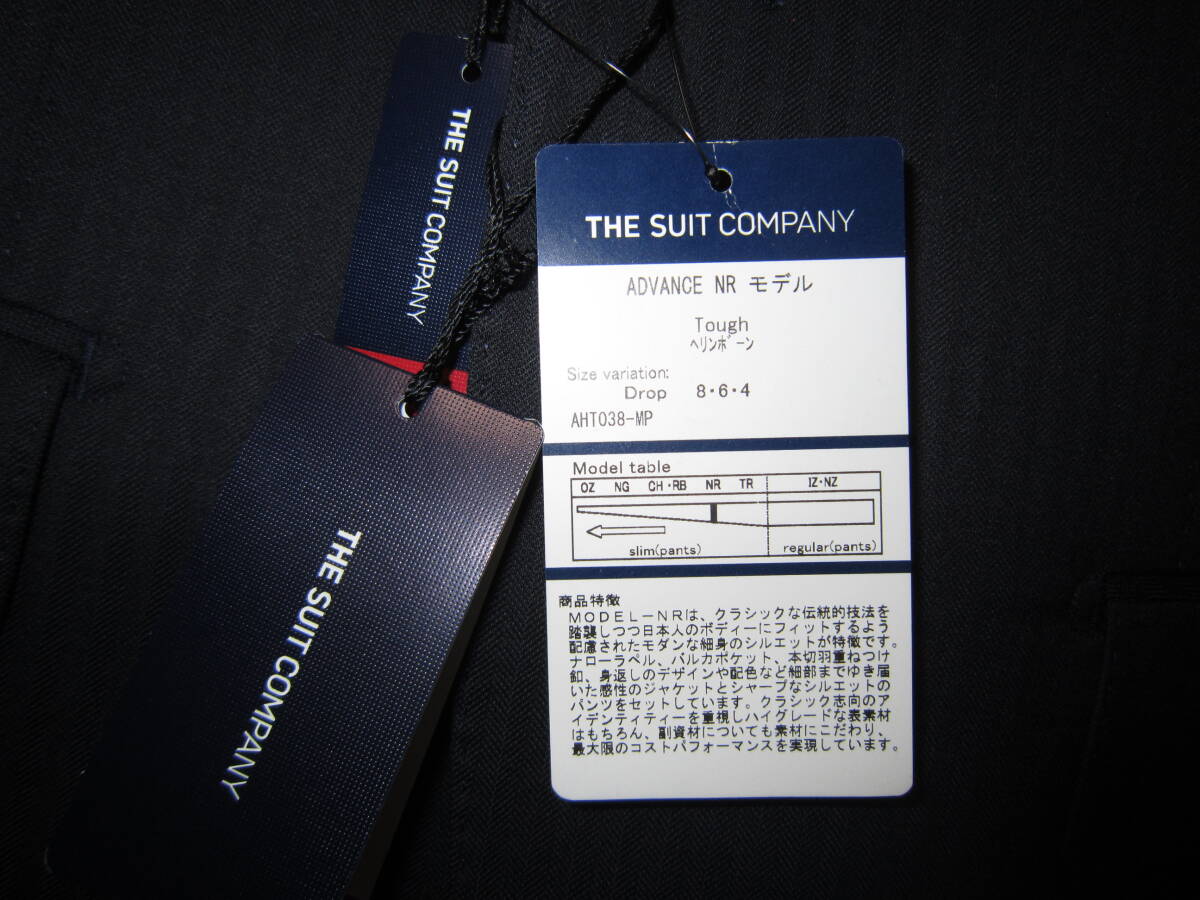 THE SUIT COMPANY
THE SUIT COMPANY
THE SUIT COMPANY
ADVANCE NR モデル
Tough
ﾍﾘﾝﾎﾞｰﾝ
Size variation:
Drop 8・6・4
AHT038-MP
Model table
OZ NG CH・RB NR TR IZ・NZ
slim(pants) regular(pants)
商品特徴
MODEL－NRは、クラシックな伝統的技法を
踏襲しつつ日本人のボディーにフィットするよう
配慮されたモダンな細身のシルエットが特徴です。
ナローラペル、バルカポケット、本切羽重ねつけ
釦、身返しのデザインや配色など細部までゆき届
いた感性のジャケットとシャープなシルエットの
パンツをセットしています。クラシック志向のア
イデンティティーを重視しハイグレードな表素材
はもちろん、副資材についても素材にこだわり、
最大限のコストパフォーマンスを実現しています。